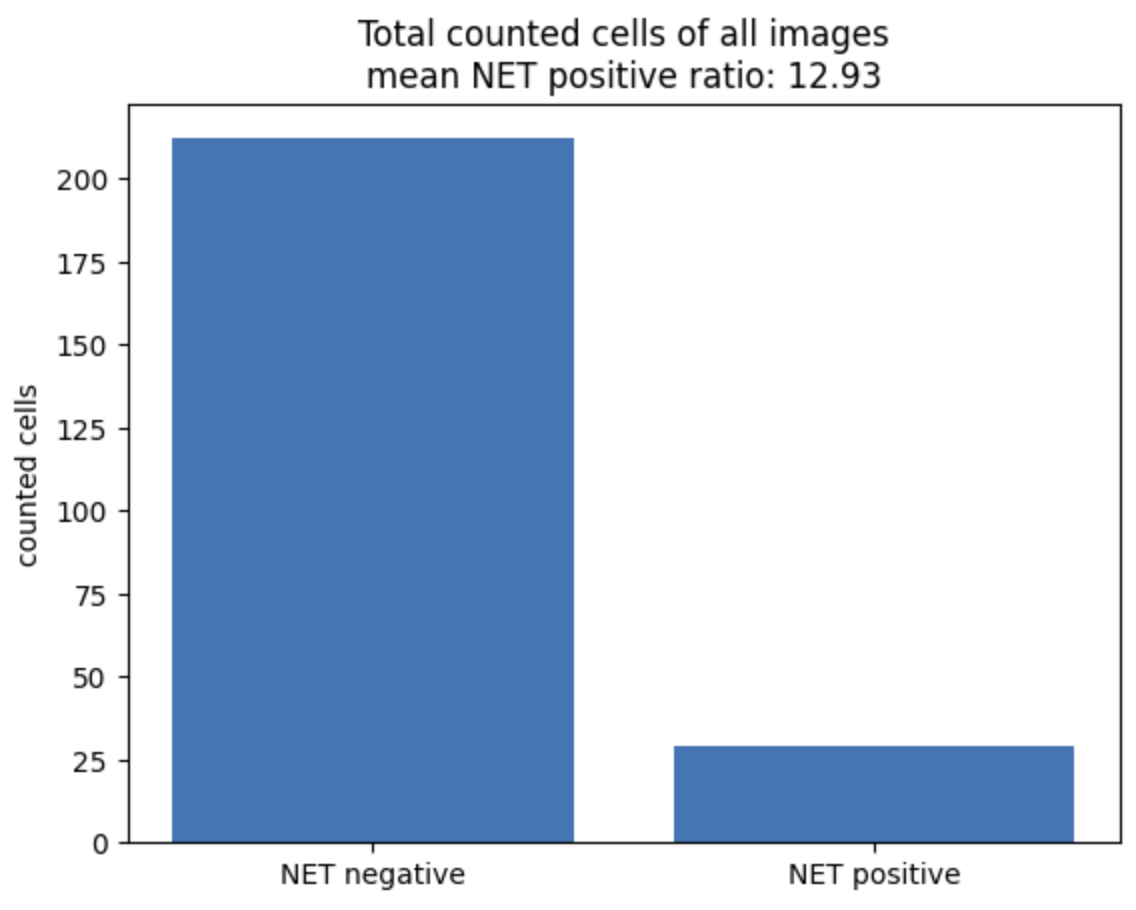 Total counted cells of all images
mean NET positive ratio: 12.93
counted cells
200
175
150
125
100
75
50
25
0
NET negative
NET positive